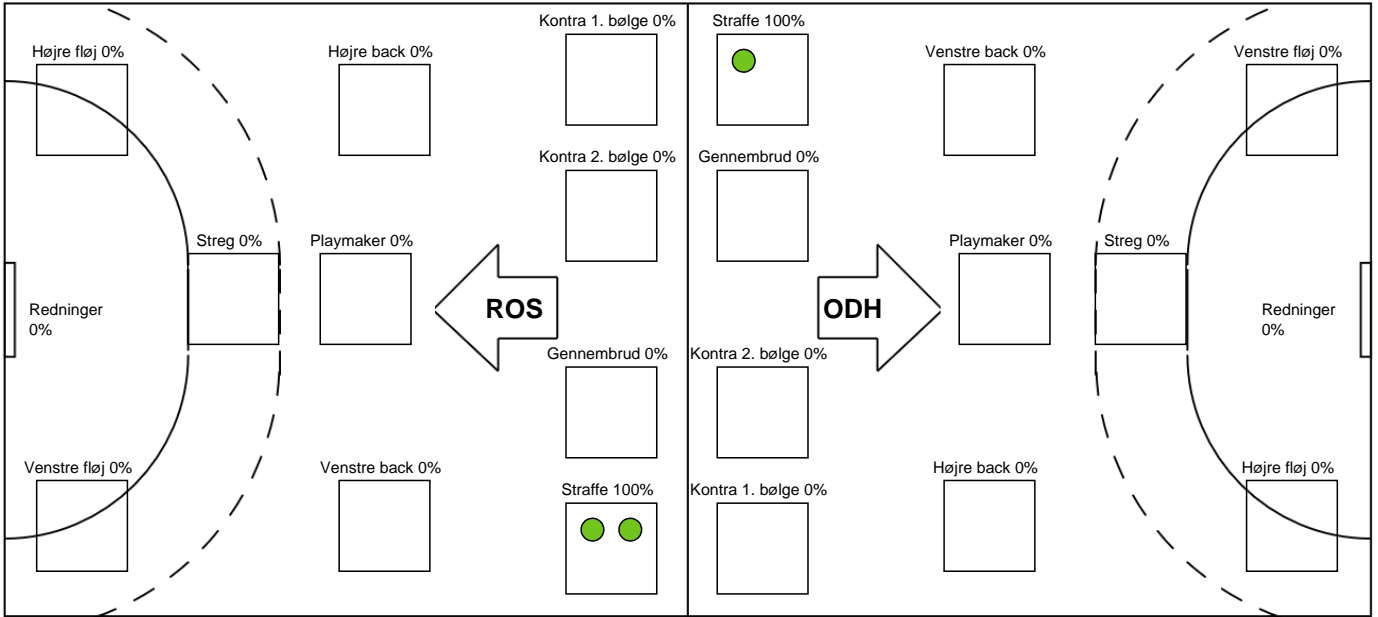 Kontra 1. bølge 0%
Straffe 100%
Højre fløj 0%
Højre back 0%
Venstre back 0%
Venstre fløj 0%
Kontra 2. bølge 0%
Gennembrud 0%
Streg 0%
Playmaker 0%
Playmaker 0%
Streg 0%
Redninger
0%
ROS
ODH
Redninger
0%
Gennembrud 0%
Kontra 2. bølge 0%
Venstre fløj 0%
Venstre back 0%
Højre back 0%
Højre fløj 0%
Straffe 100%
Kontra 1. bølge 0%